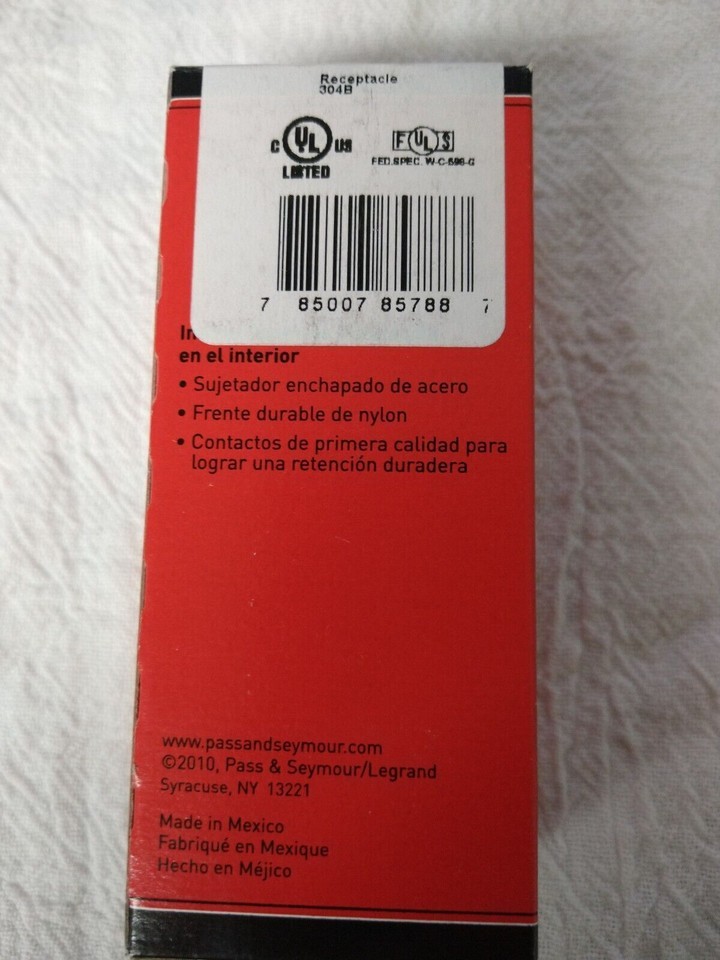 Receptacle
304B
C UL US
LISTED
F UL S
FED.SPEC. W-C-596-G
7 85007 85788 7
en el interior
• Sujetador enchapado de acero
• Frente durable de nylon
• Contactos de primera calidad para
lograr una retención duradera
www.passandseymour.com
©2010, Pass & Seymour/Legrand
Syracuse, NY 13221
Made in Mexico
Fabriqué en Mexique
Hecho en Méjico